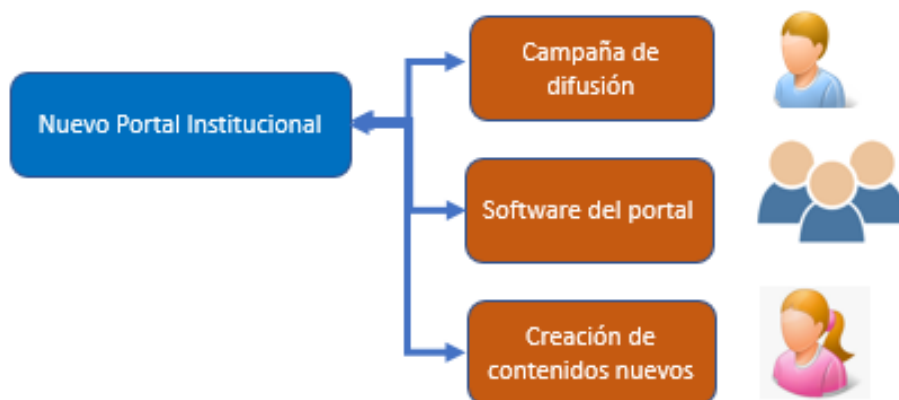 Campaña de
difusión
Nuevo Portal Institucional
Software del portal
Creación de
contenidos nuevos